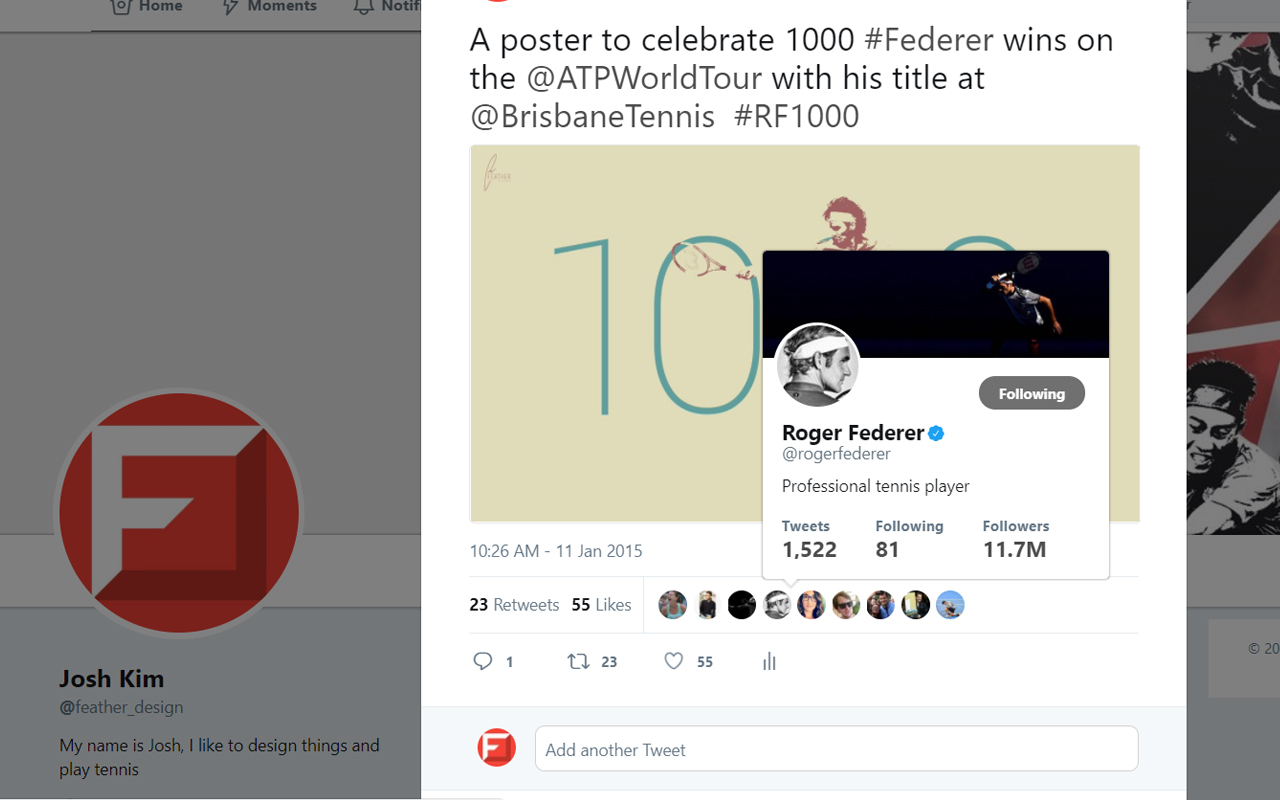 Home
Moments
A poster to celebrate 1000 #Federer wins on
the @ATPWorldTour with his title at
@BrisbaneTennis #RF1000
FEATHER
10
Following
Roger Federer
@rogerfederer
Professional tennis player
Tweets Following Followers
1,522 81 11.7M
10:26 AM - 11 Jan 2015
23 Retweets 55 Likes
1 23 55
Josh Kim
@feather_design
My name is Josh, I like to design things and
play tennis
Add another Tweet
© 20